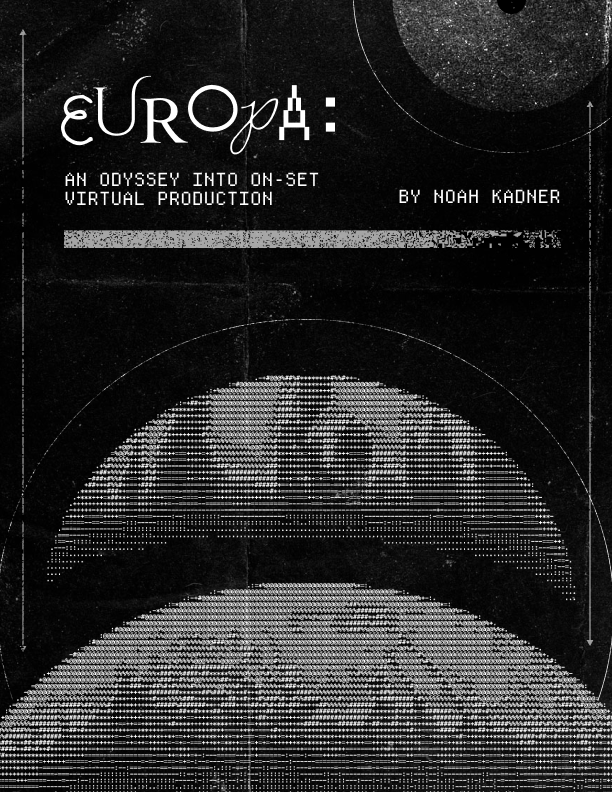 EUROpA:
AN ODYSSEY INTO ON-SET
VIRTUAL PRODUCTION
BY NOAH KADNER